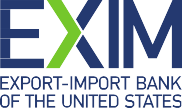 EXIM
EXPORT-IMPORT BANK
OF THE UNITED STATES